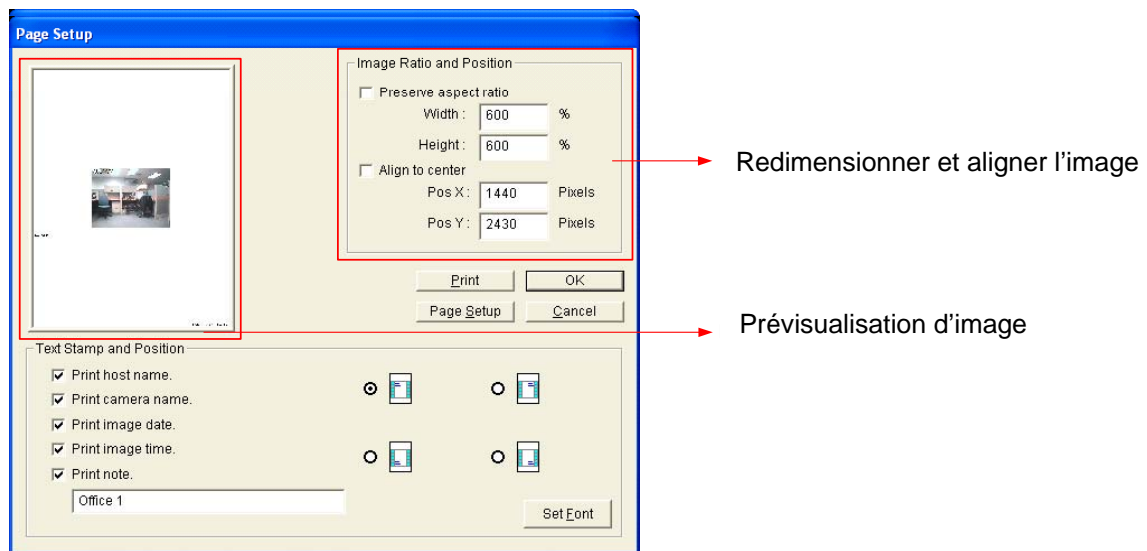 Page Setup
Image Ratio and Position
Preserve aspect ratio
Width : 600 %
Height : 600 %
Align to center
Pos X : 1440 Pixels
Pos Y : 2430 Pixels
Redimensionner et aligner l’image
Print OK
Page Setup Cancel
Prévisualisation d’image
Text Stamp and Position
Print host name.
Print camera name.
Print image date.
Print image time.
Print note.
Office 1
Set Font